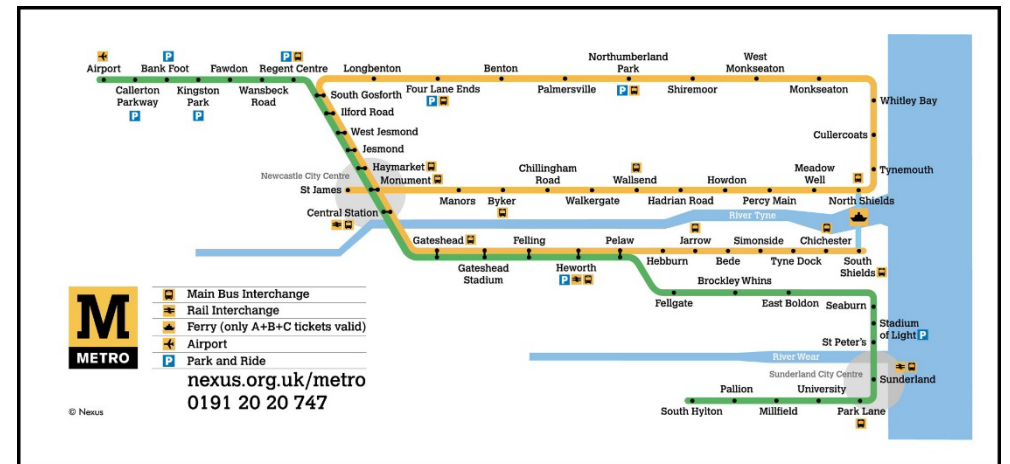 Airport
Bank Foot
Fawdon
Regent Centre
Callerton
Parkway
Kingston
Park
Wansbeck
Road
P
P
P
P
Longbenton
Benton
Northumberland
Park
West
Monkseaton
Four Lane Ends
P
Palmersville
P
Shiremoor
Monkseaton
South Gosforth
Ilford Road
West Jesmond
Jesmond
Haymarket
Newcastle City Centre
Monument
St James
Central Station
Whitley Bay
Cullercoats
Tynemouth
Chillingham
Road
Wallsend
Howdon
Meadow
Well
Manors
Byker
Walkergate
Hadrian Road
Percy Main
North Shields
River Tyne
Gateshead
Felling
Pelaw
Jarrow
Simonside
Chichester
Gateshead
Stadium
Heworth
P
Hebburn
Bede
Tyne Dock
South
Shields
Brockley Whins
Fellgate
East Boldon
Seaburn
Stadium
of Light P
St Peter's
River Wear
Sunderland City Centre
Sunderland
Pallion
University
South Hylton
Millfield
Park Lane
M
METRO
Main Bus Interchange
Rail Interchange
Ferry (only A+B+C tickets valid)
Airport
P Park and Ride
nexus.org.uk/metro
0191 20 20 747
© Nexus